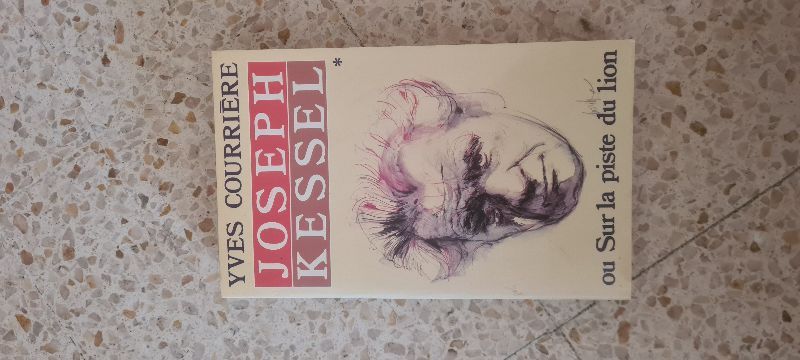 YVES COURRIÈRE
JOSEPH
KESSEL
*
ou Sur la piste du lion